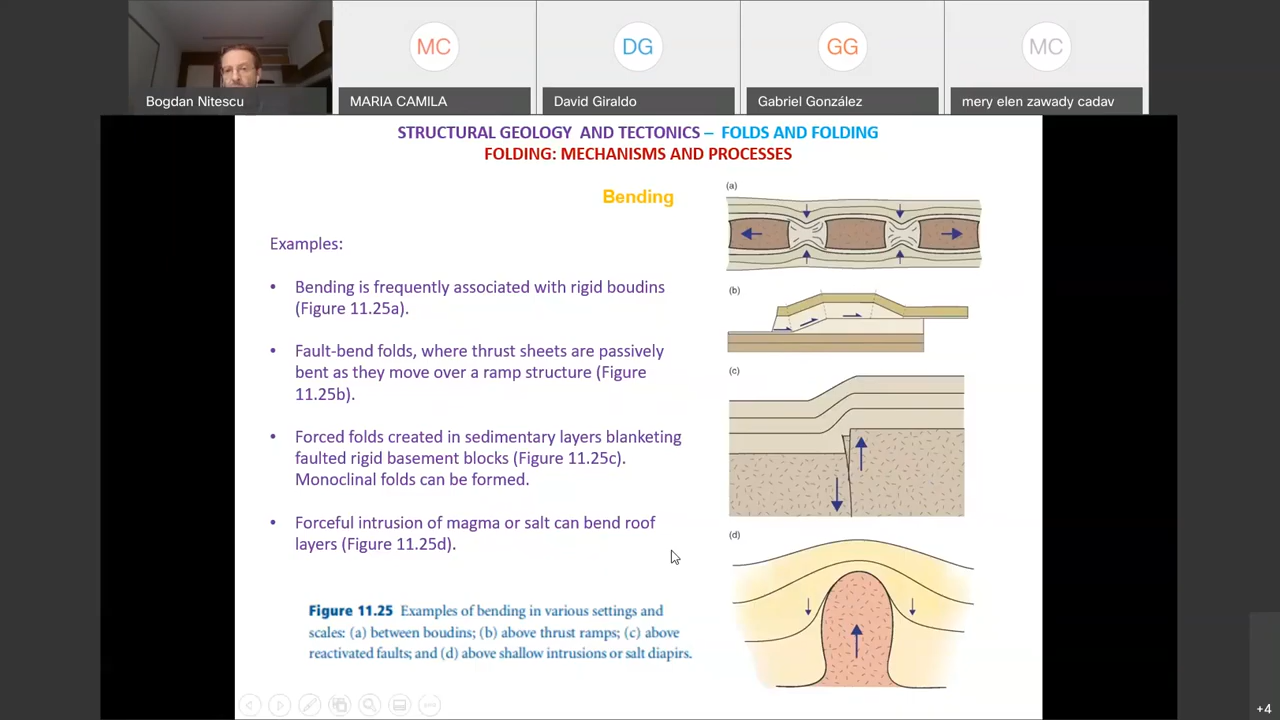 MC
DG
GG
MC
Bogdan Nitescu
MARIA CAMILA
David Giraldo
Gabriel González
mery elen zawady cadav
STRUCTURAL GEOLOGY AND TECTONICS – FOLDS AND FOLDING
FOLDING: MECHANISMS AND PROCESSES
Bending
Examples:
• Bending is frequently associated with rigid boudins
(Figure 11.25a).
• Fault-bend folds, where thrust sheets are passively
bent as they move over a ramp structure (Figure
11.25b).
• Forced folds created in sedimentary layers blanketing
faulted rigid basement blocks (Figure 11.25c).
Monoclinal folds can be formed.
• Forceful intrusion of magma or salt can bend roof
layers (Figure 11.25d).
Figure 11.25 Examples of bending in various settings and
scales: (a) between boudins; (b) above thrust ramps; (c) above
reactivated faults; and (d) above shallow intrusions or salt diapirs.
(a)
(b)
(c)
(d)
+4